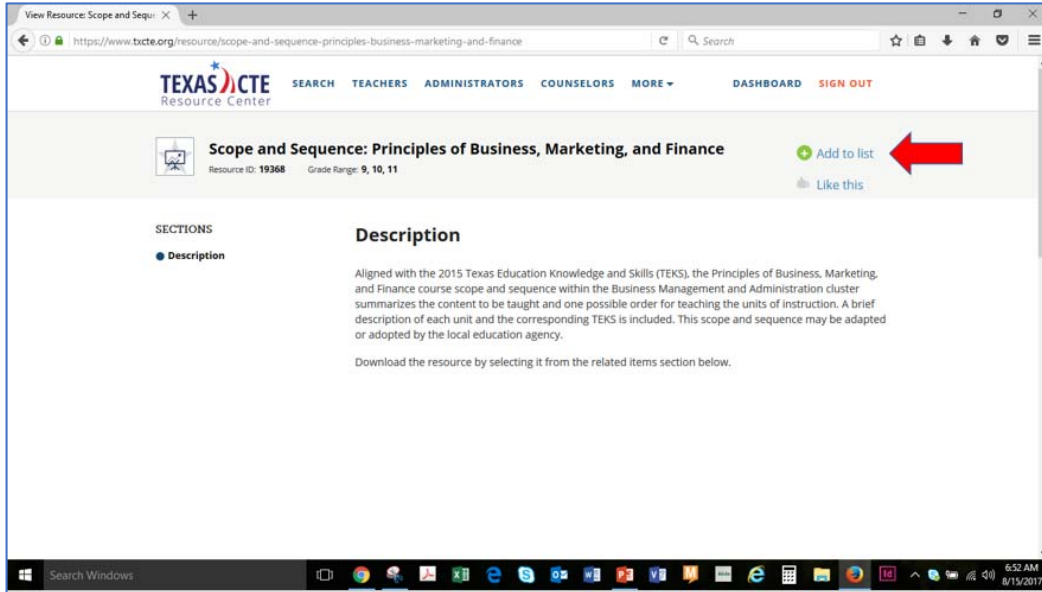 View Resource: Scope and Seque
https://www.txcte.org/resource/scope-and-sequence-principles-business-marketing-and-finance
Search
TEXAS CTE
Resource Center
SEARCH TEACHERS ADMINISTRATORS COUNSELORS MORE DASHBOARD SIGN OUT
Scope and Sequence: Principles of Business, Marketing, and Finance
Resource ID: 19368 Grade Range: 9, 10, 11
Add to list
Like this
SECTIONS
Description
Description
Aligned with the 2015 Texas Education Knowledge and Skills (TEKS), the Principles of Business, Marketing,
and Finance course scope and sequence within the Business Management and Administration cluster
summarizes the content to be taught and one possible order for teaching the units of instruction. A brief
description of each unit and the corresponding TEKS is included. This scope and sequence may be adapted
or adopted by the local education agency.
Download the resource by selecting it from the related items section below.
Search Windows
6:52 AM
8/15/2017